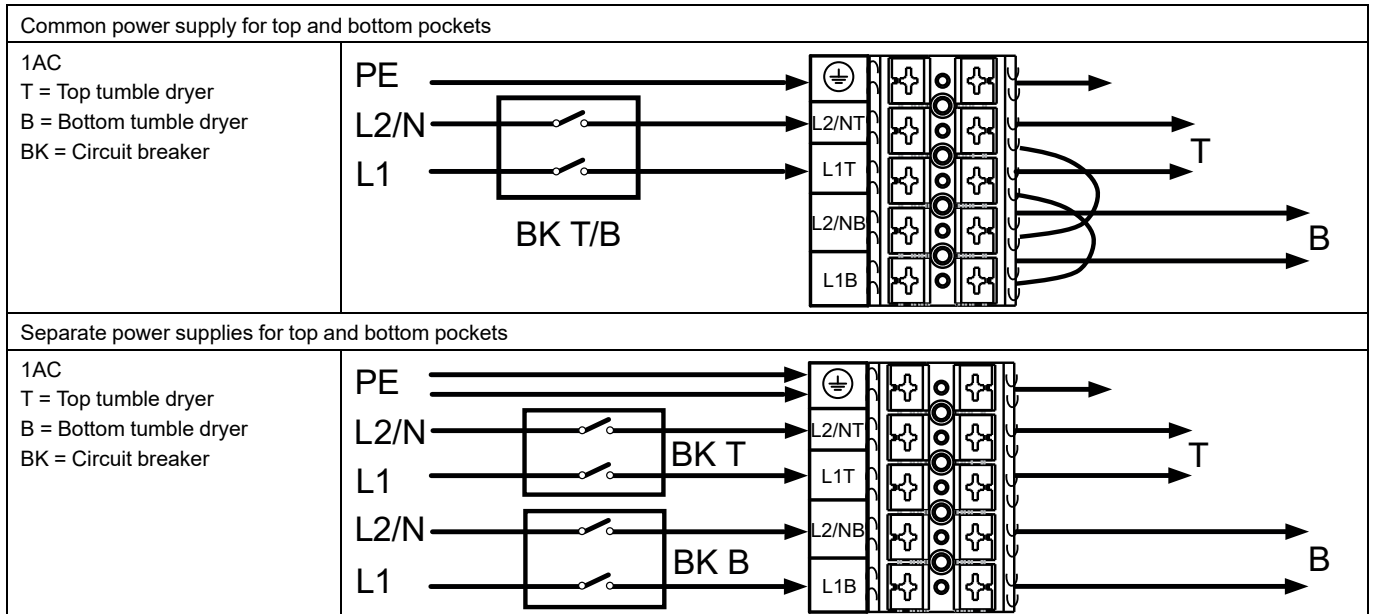 Common power supply for top and bottom pockets
1AC
T = Top tumble dryer
B = Bottom tumble dryer
BK = Circuit breaker
PE
L2/N
L1
BK T/B
L2/NT
L1T
L2/NB
L1B
T
B
Separate power supplies for top and bottom pockets
1AC
T = Top tumble dryer
B = Bottom tumble dryer
BK = Circuit breaker
PE
L2/N
L1
BK T
L2/N
L1
BK B
L2/NT
L1T
L2/NB
L1B
T
B